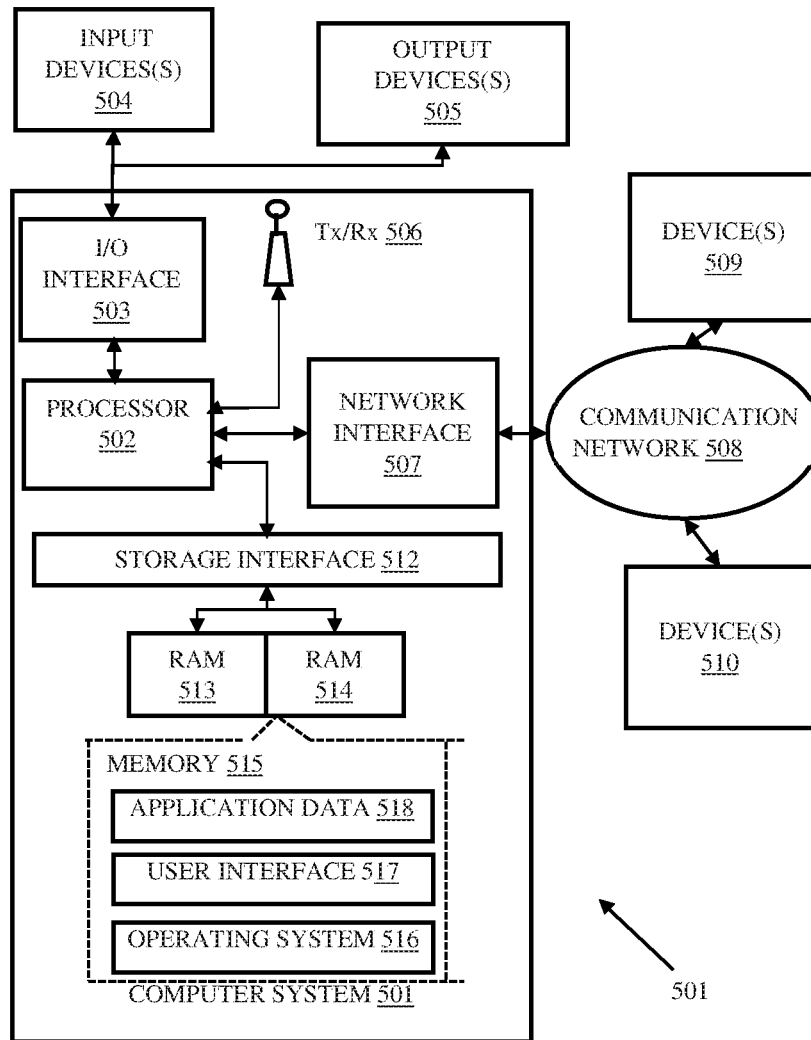 INPUT
DEVICES(S)
504
OUTPUT
DEVICES(S)
505
I/O
INTERFACE
503
Tx/Rx 506
DEVICE(S)
509
PROCESSOR
502
NETWORK
INTERFACE
507
COMMUNICATION
NETWORK 508
STORAGE INTERFACE 512
RAM
513
RAM
514
DEVICE(S)
510
MEMORY 515
APPLICATION DATA 518
USER INTERFACE 517
OPERATING SYSTEM 516
COMPUTER SYSTEM 501
501